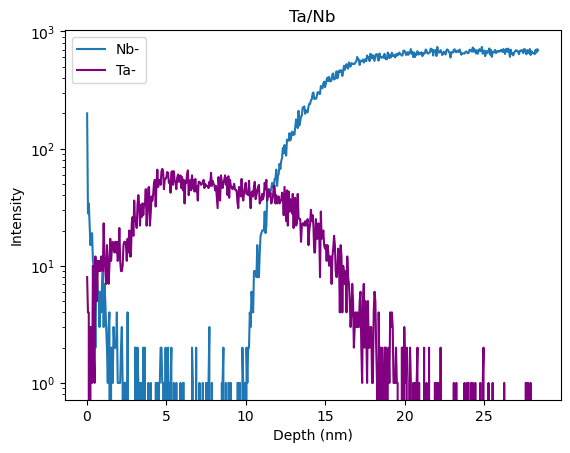 Ta/Nb
Nb-
Ta-
Intensity
10³
10²
10¹
10⁰
0
5
10
15
20
25
Depth (nm)